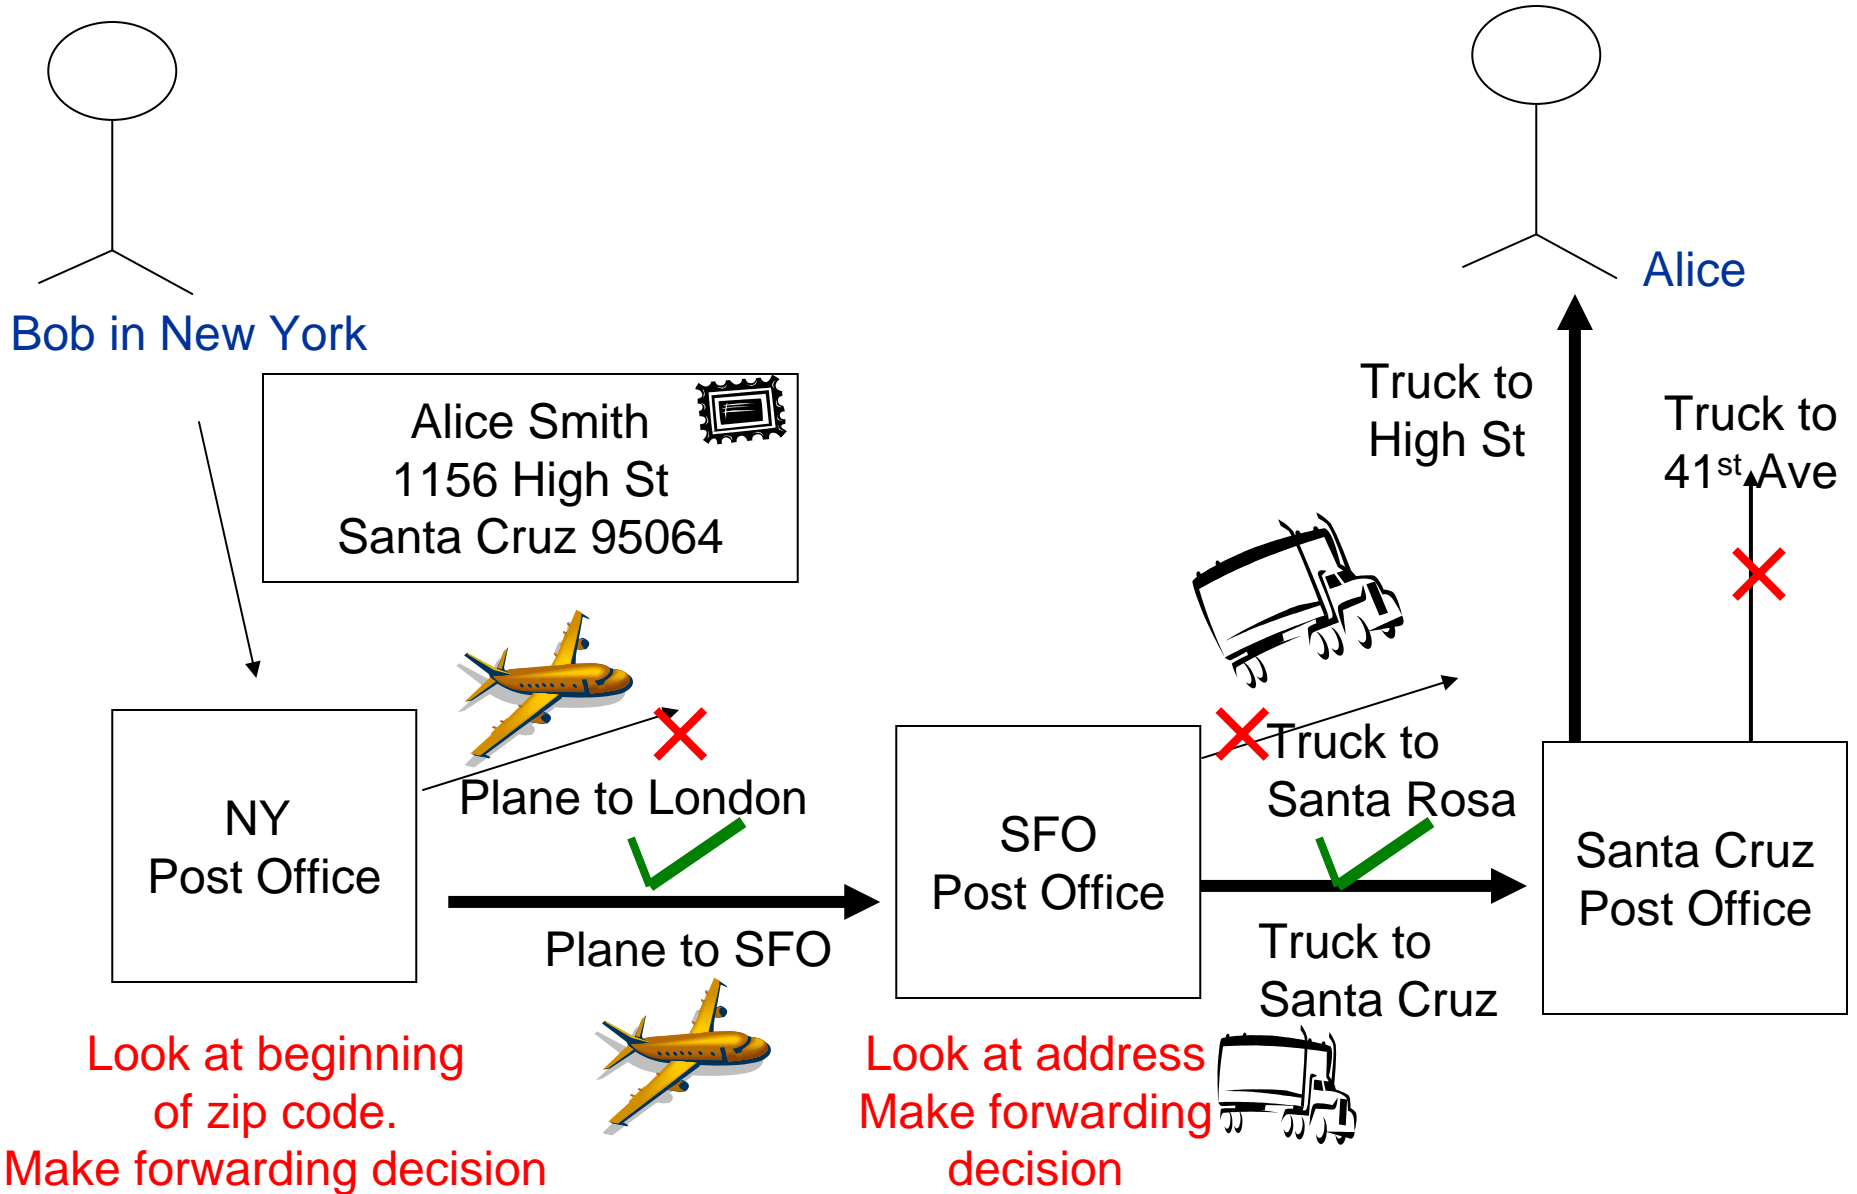 Bob in New York
Alice Smith
1156 High St
Santa Cruz 95064
Alice
Truck to
High St
Truck to
41st Ave
NY
Post Office
Plane to London
Plane to SFO
SFO
Post Office
Truck to
Santa Rosa
Truck to
Santa Cruz
Santa Cruz
Post Office
Look at beginning
of zip code.
Make forwarding decision
Look at address
Make forwarding
decision